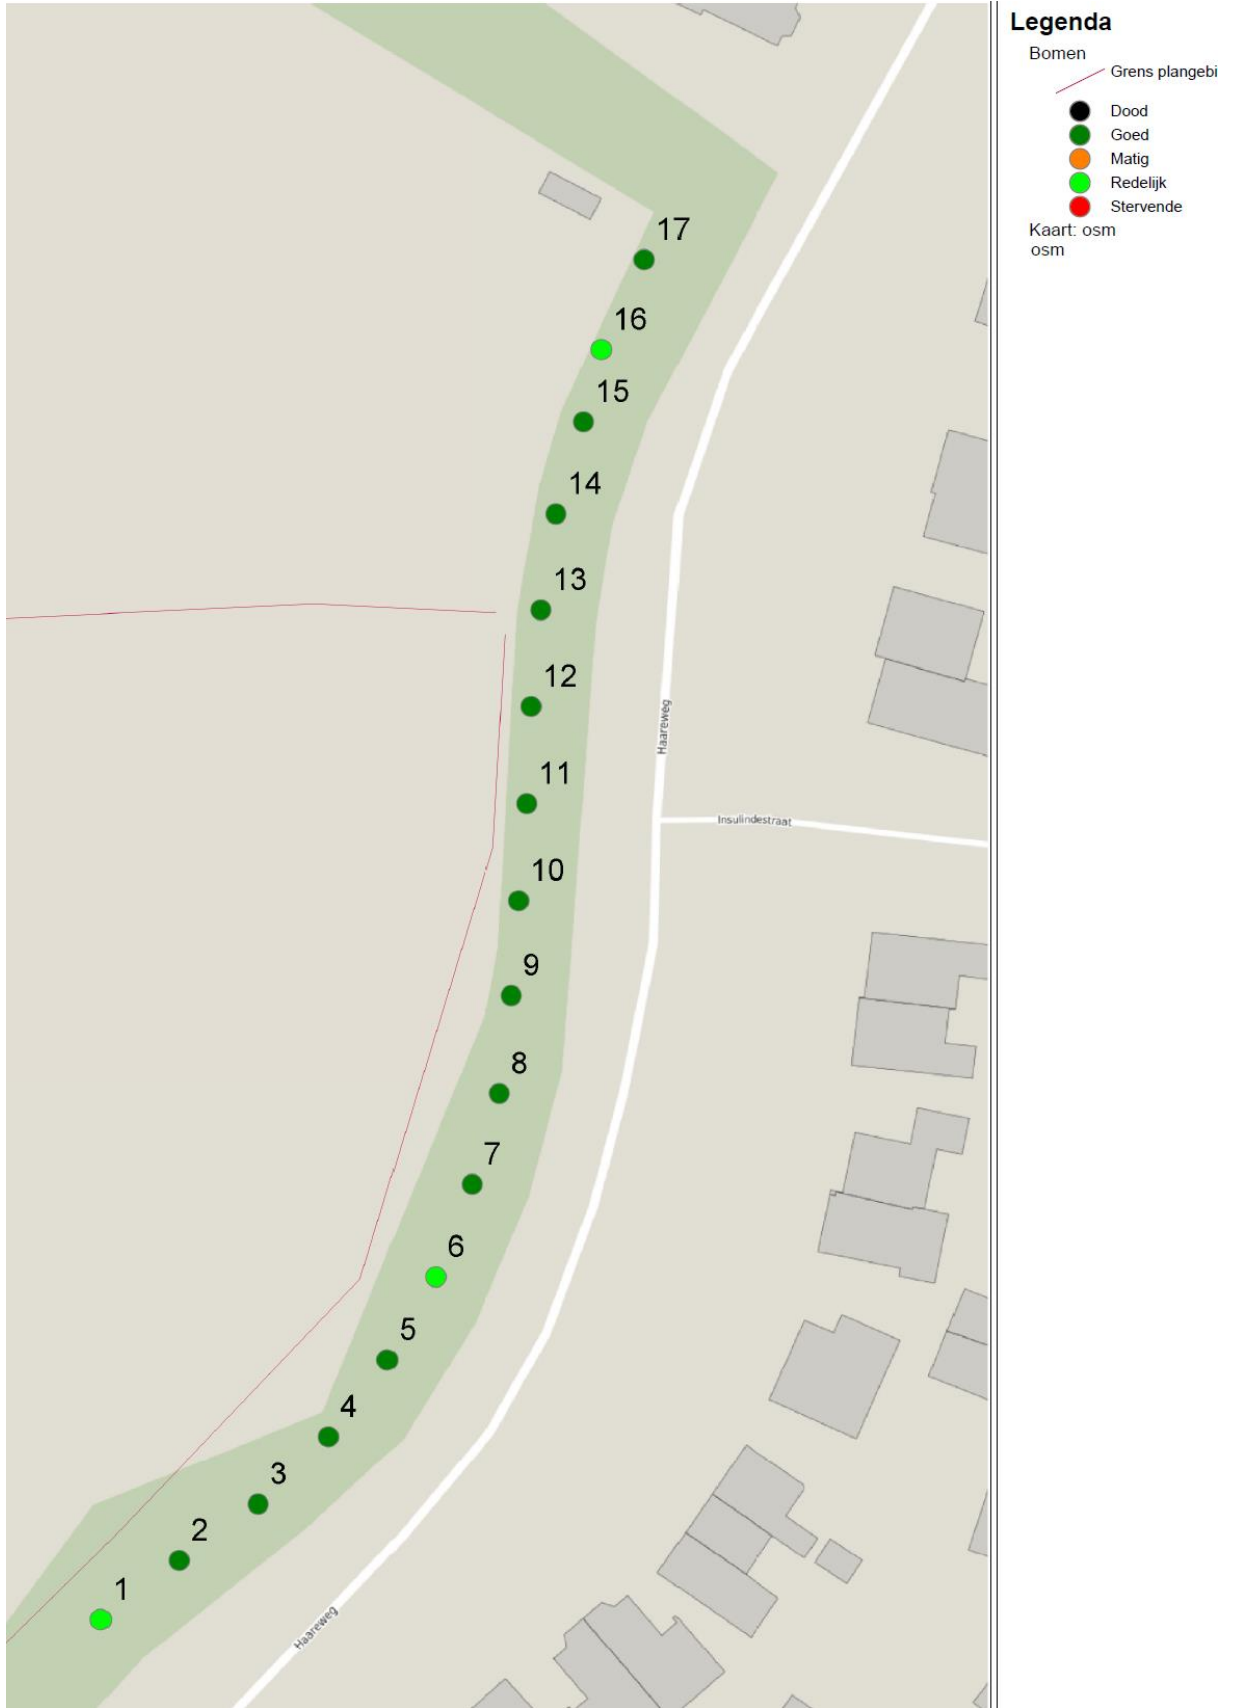 Legenda
Bomen
Grens plangebi
Dood
Goed
Matig
Redelijk
Stervende
Kaart: osm
osm
17
16
15
14
13
12
Haareweg
11
Insulindestraat
10
9
8
7
6
5
4
3
2
1
Haareweg